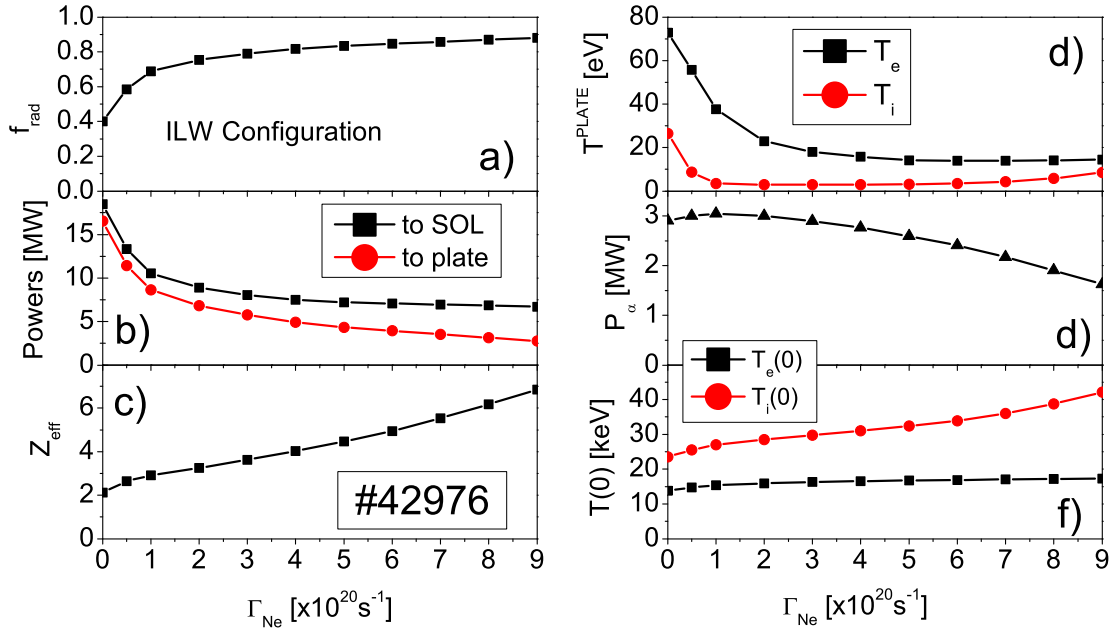 1.0
0.8
0.6
0.4
0.2
0.0
f_rad
ILW Configuration
a)
15
10
5
0
Powers [MW]
to SOL
to plate
b)
6
4
2
0
Z_eff
c)
#42976
0 1 2 3 4 5 6 7 8 9
Γ_Ne [x10^20 s^-1]
80
60
40
20
0
T^PLATE [eV]
T_e
T_i
d)
3
2
1
0
P_α [MW]
d)
40
30
20
10
0
T(0) [keV]
T_e(0)
T_i(0)
f)
0 1 2 3 4 5 6 7 8 9
Γ_Ne [x10^20 s^-1]